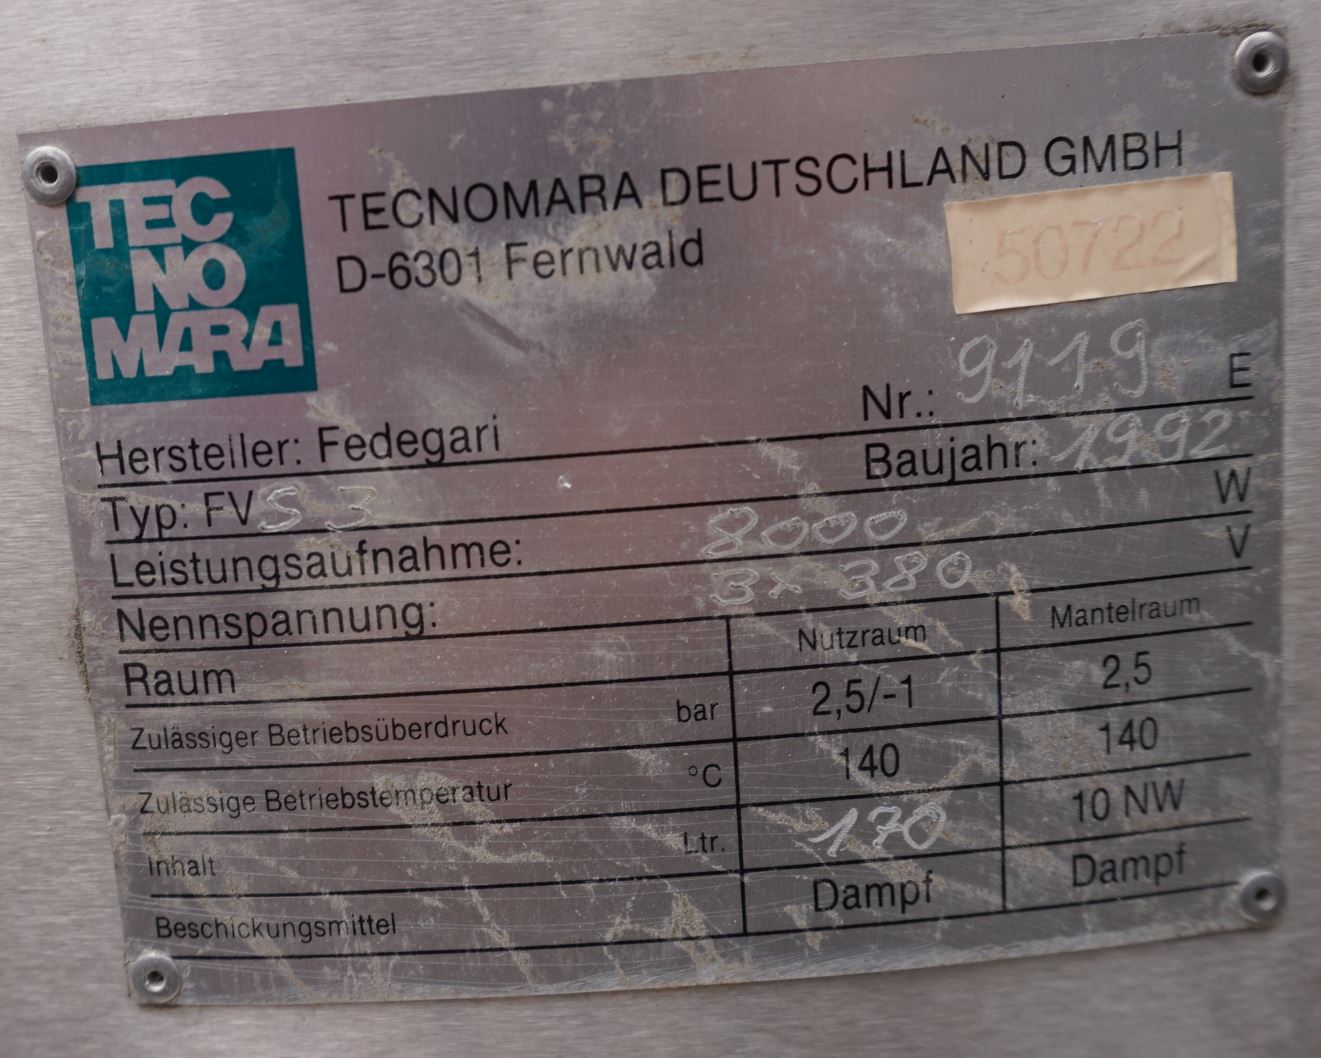 TEC
NO
MARA
TECNOMARA DEUTSCHLAND GMBH
D-6301 Fernwald
50722
Hersteller: Fedegari Nr.: 9119 E
Typ: FVS 3 Baujahr: 1992
Leistungsaufnahme: 8000 W
Nennspannung: 3x 380 V
Raum Nutzraum Mantelraum
Zulässiger Betriebsüberdruck bar 2,5/-1 2,5
Zulässige Betriebstemperatur °C 140 140
Inhalt Ltr. 170 10 NW
Beschickungsmittel Dampf Dampf